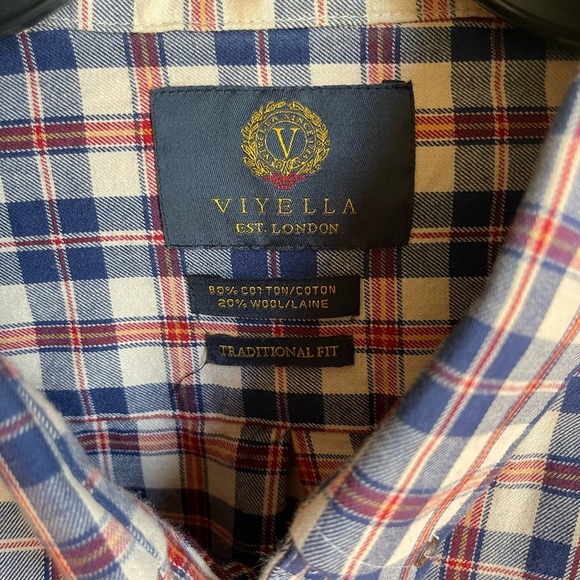 V
VIYELLA
EST. LONDON
80% COTTON/COTON
20% WOOL/LAINE
TRADITIONAL FIT